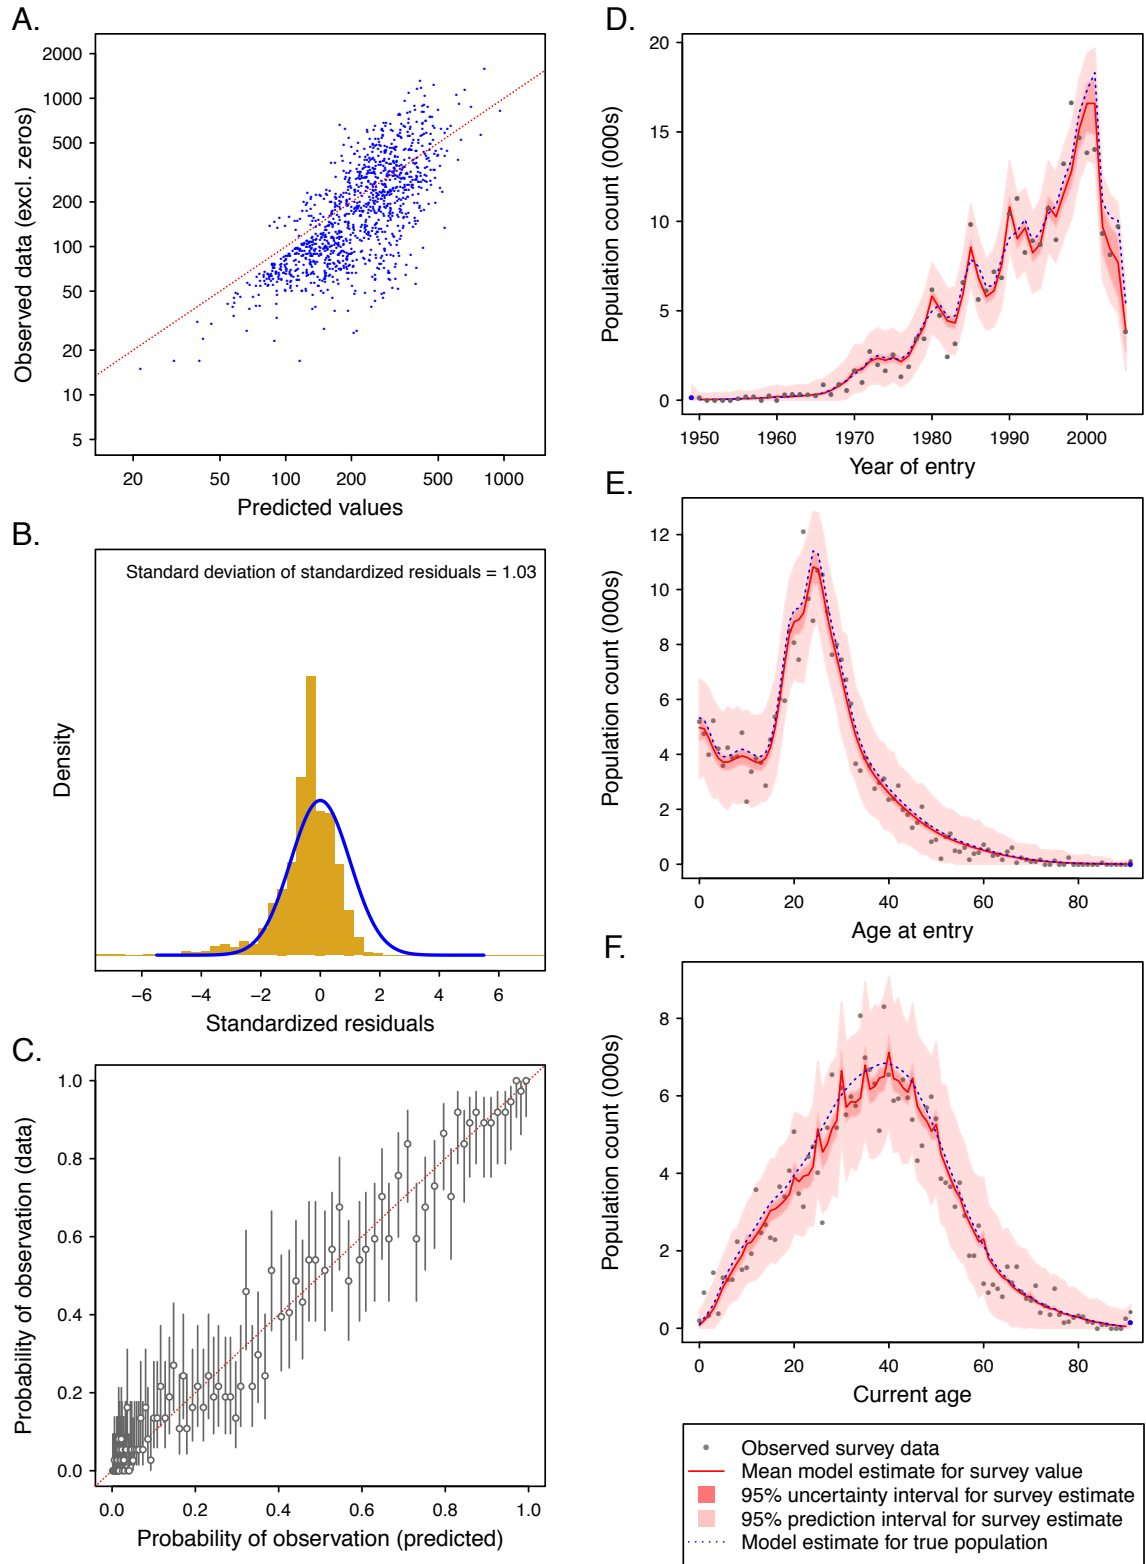 A.
2000
1000
500
200
100
50
20
10
5
Observed data (excl. zeros)
20 50 100 200 500 1000
Predicted values
B.
Standard deviation of standardized residuals = 1.03
Density
−6 −4 −2 0 2 4 6
Standardized residuals
C.
1.0
0.8
0.6
0.4
0.2
0.0
Probability of observation (data)
0.0 0.2 0.4 0.6 0.8 1.0
Probability of observation (predicted)
D.
20
15
10
5
0
Population count (000s)
1950 1960 1970 1980 1990 2000
Year of entry
E.
12
10
8
6
4
2
0
Population count (000s)
0 20 40 60 80
Age at entry
F.
8
6
4
2
0
Population count (000s)
0 20 40 60 80
Current age
Observed survey data
Mean model estimate for survey value
95% uncertainty interval for survey estimate
95% prediction interval for survey estimate
Model estimate for true population